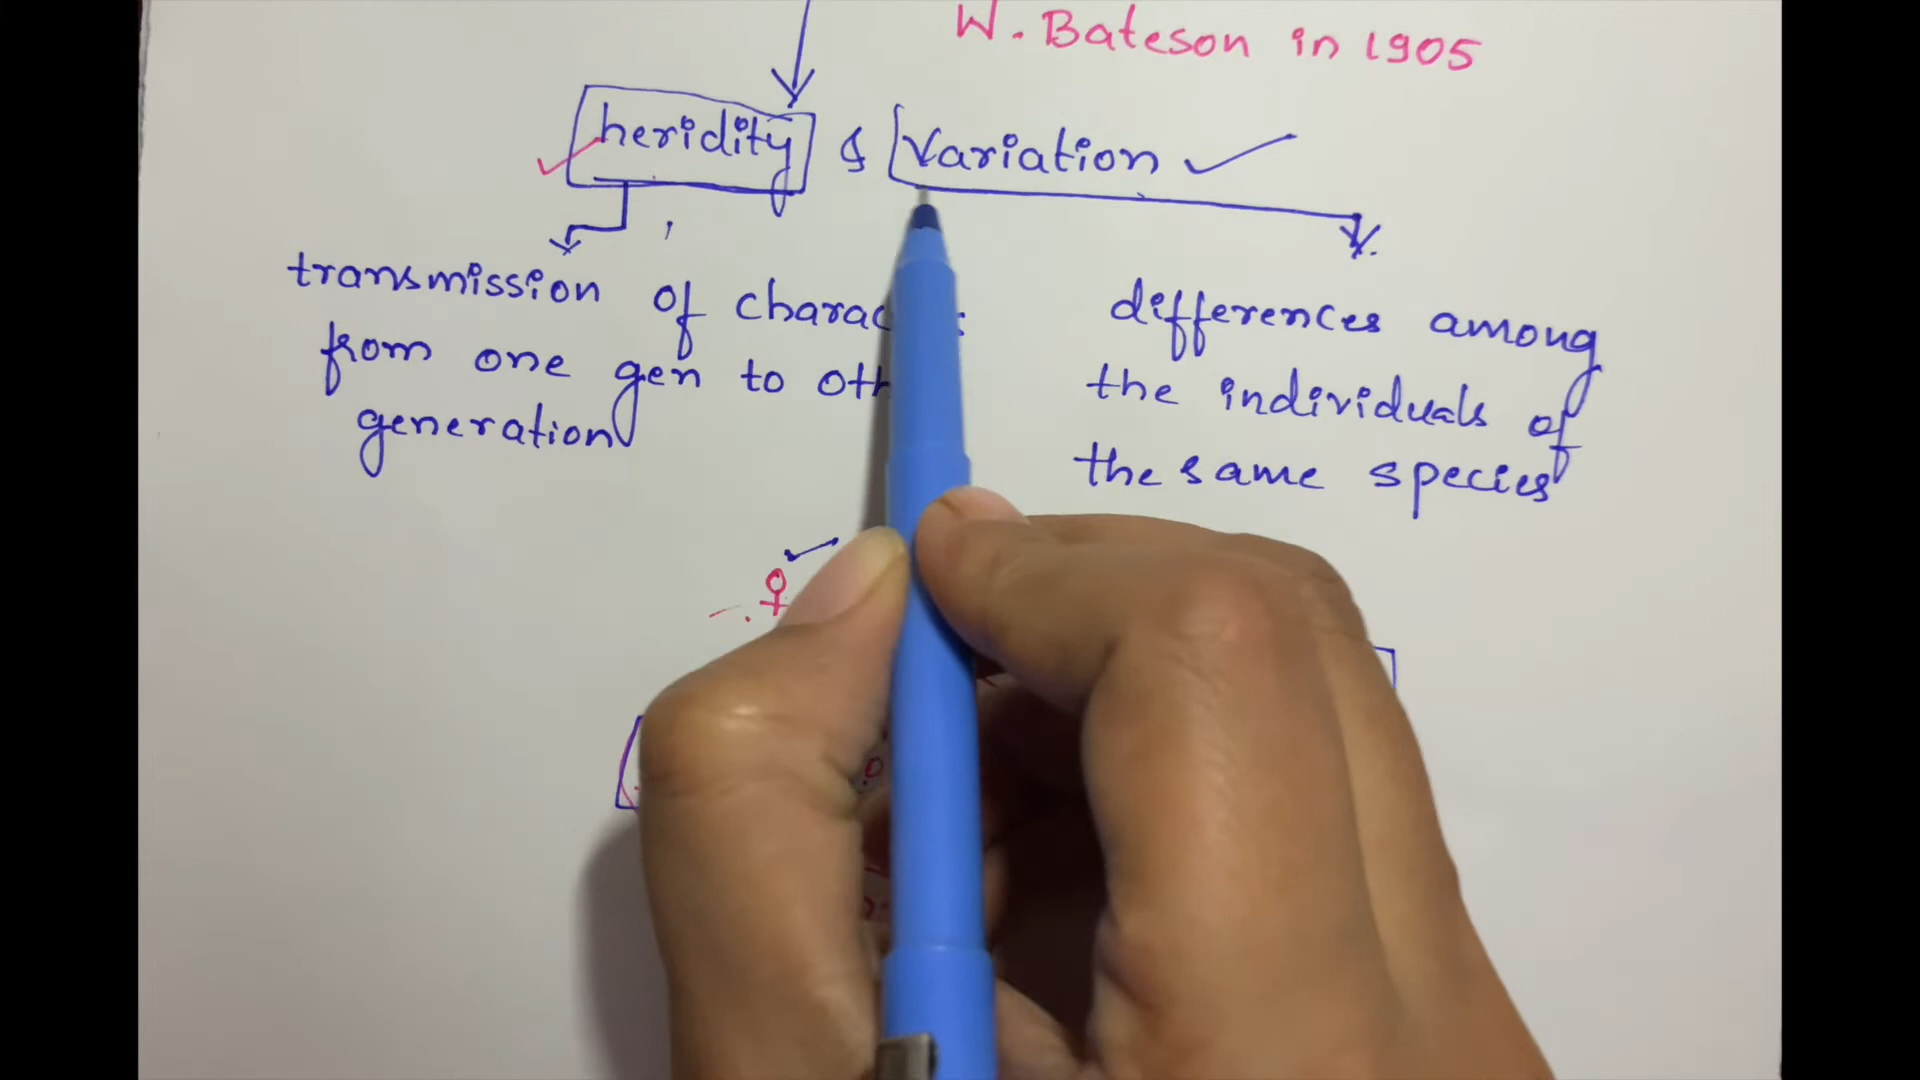 W. Bateson in 1905
heridity & Variation
transmission of charac
from one gen to oth
generation
differences among
the individuals of
the same species
♀